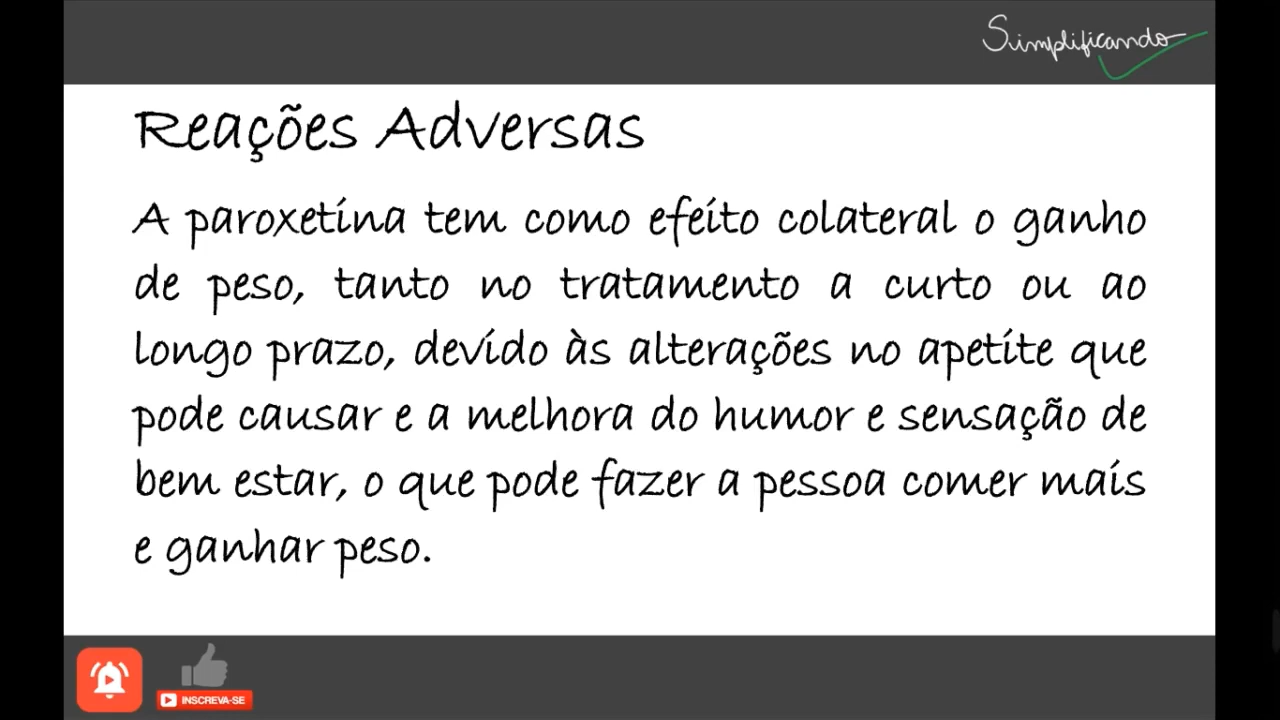 Simplificando
Reações Adversas
A paroxetina tem como efeito colateral o ganho
de peso, tanto no tratamento a curto ou ao
longo prazo, devido às alterações no apetite que
pode causar e a melhora do humor e sensação de
bem estar, o que pode fazer a pessoa comer mais
e ganhar peso.
INSCREVA-SE